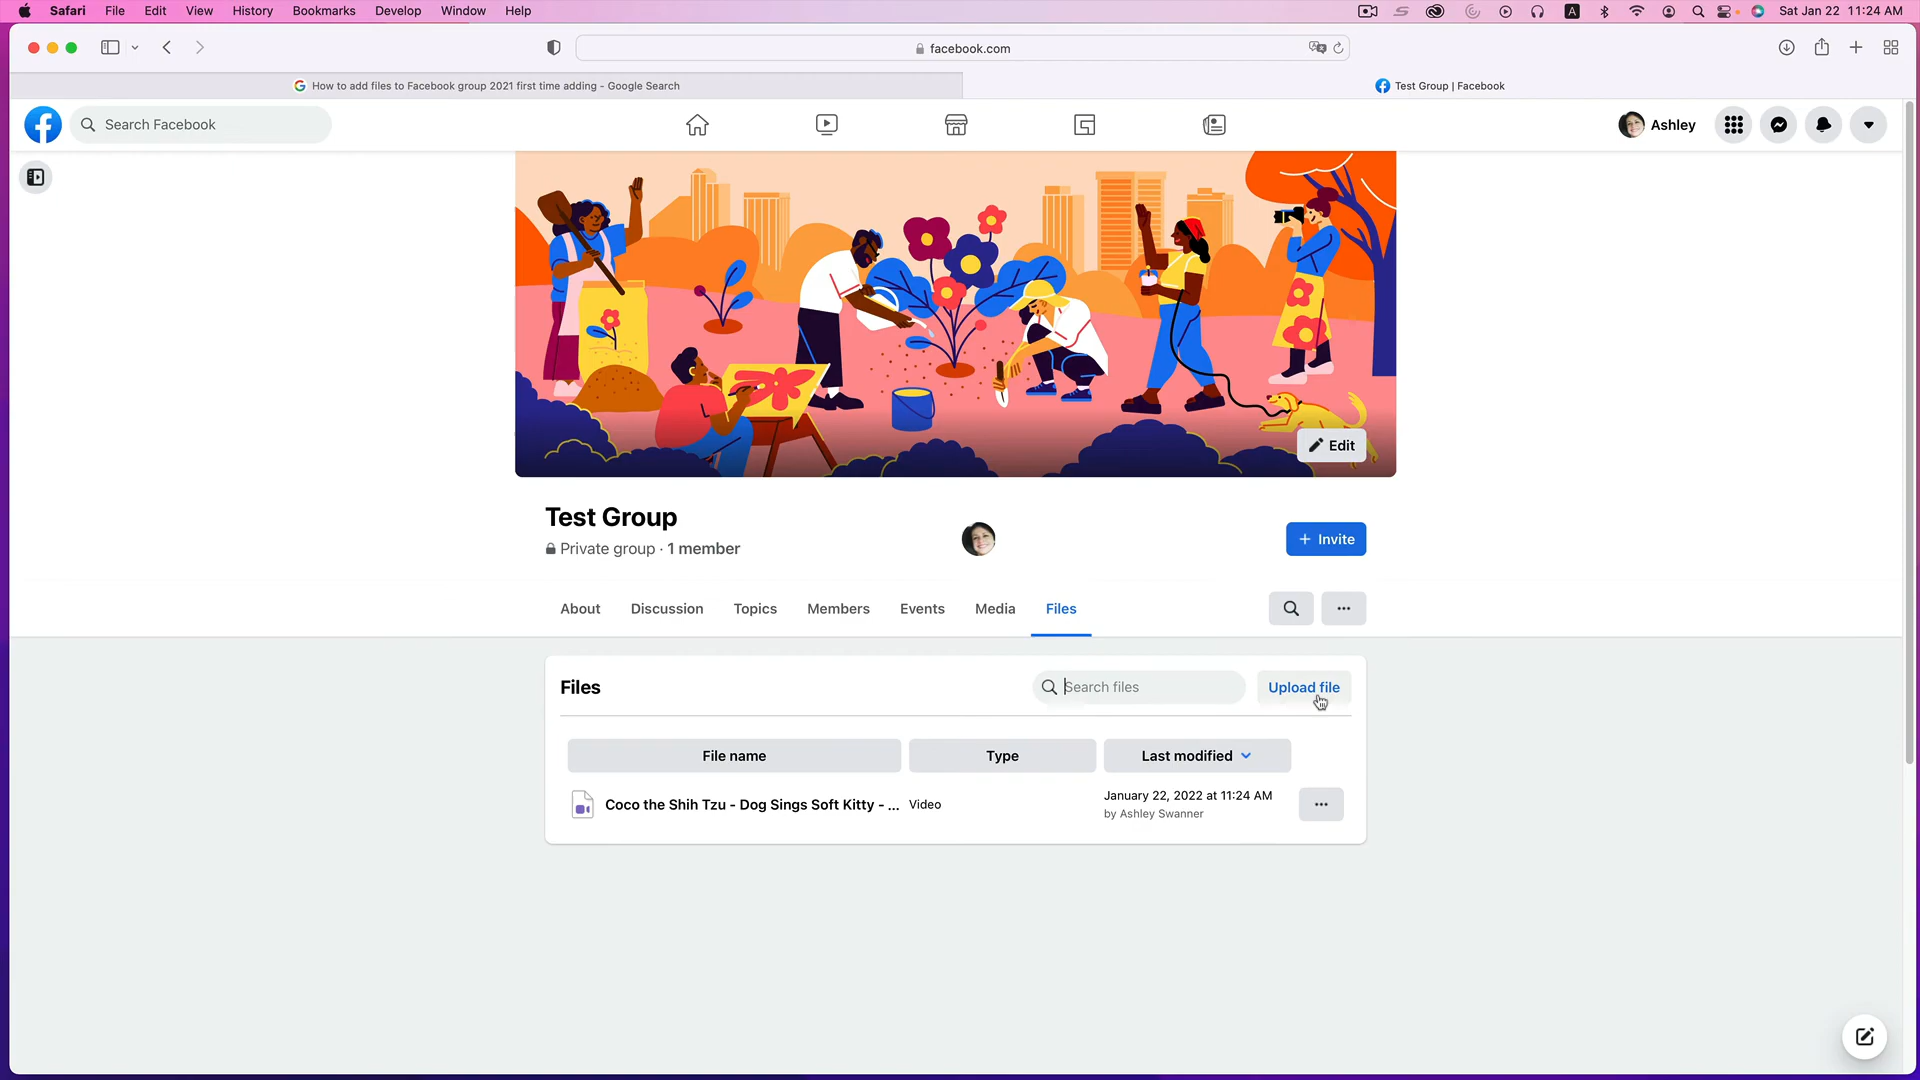 Safari File Edit View History Bookmarks Develop Window Help A Sat Jan 22 11:24 AM
facebook.com
How to add files to Facebook group 2021 first time adding - Google Search Test Group | Facebook
Search Facebook Ashley
Edit
Test Group
Private group · 1 member
+ Invite
About Discussion Topics Members Events Media Files
Files Search files Upload file
File name Type Last modified
Coco the Shih Tzu - Dog Sings Soft Kitty - ... Video January 22, 2022 at 11:24 AM
by Ashley Swanner